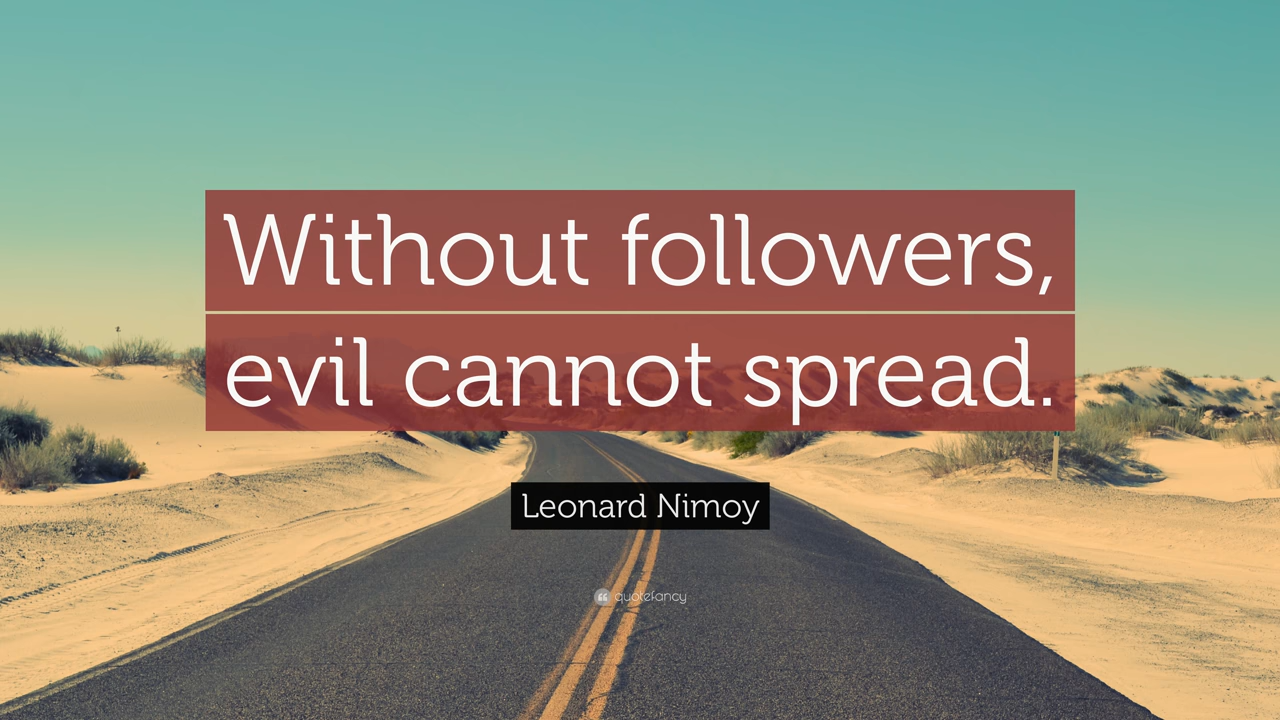 Without followers,
evil cannot spread.
Leonard Nimoy
quotefancy